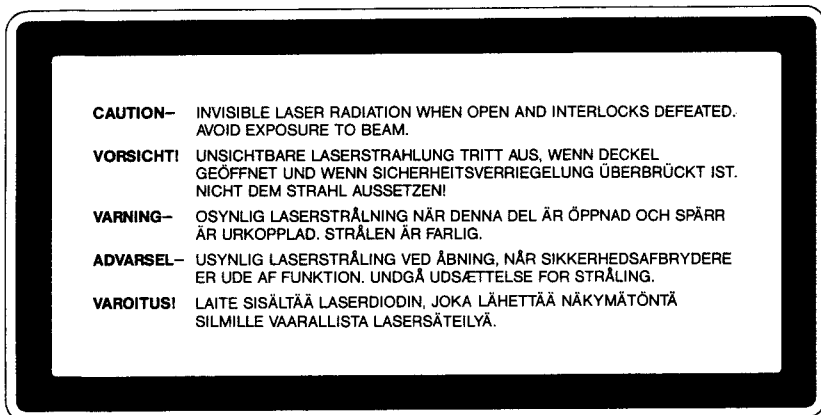 CAUTION– INVISIBLE LASER RADIATION WHEN OPEN AND INTERLOCKS DEFEATED.
AVOID EXPOSURE TO BEAM.
VORSICHT! UNSICHTBARE LASERSTRAHLUNG TRITT AUS, WENN DECKEL
GEÖFFNET UND WENN SICHERHEITSVERRIEGELUNG ÜBERBRÜCKT IST.
NICHT DEM STRAHL AUSSETZEN!
VARNING– OSYNLIG LASERSTRÅLNING NÄR DENNA DEL ÄR ÖPPNAD OCH SPÄRR
ÄR URKOPPLAD. STRÅLEN ÄR FARLIG.
ADVARSEL– USYNLIG LASERSTRÅLING VED ÅBNING, NÅR SIKKERHEDSAFBRYDERE
ER UDE AF FUNKTION. UNDGÅ UDSÆTTELSE FOR STRÅLING.
VAROITUS! LAITE SISÄLTÄÄ LASERDIODIN, JOKA LÄHETTÄÄ NÄKYMÄTÖNTÄ
SILMILLE VAARALLISTA LASERSÄTEILYÄ.